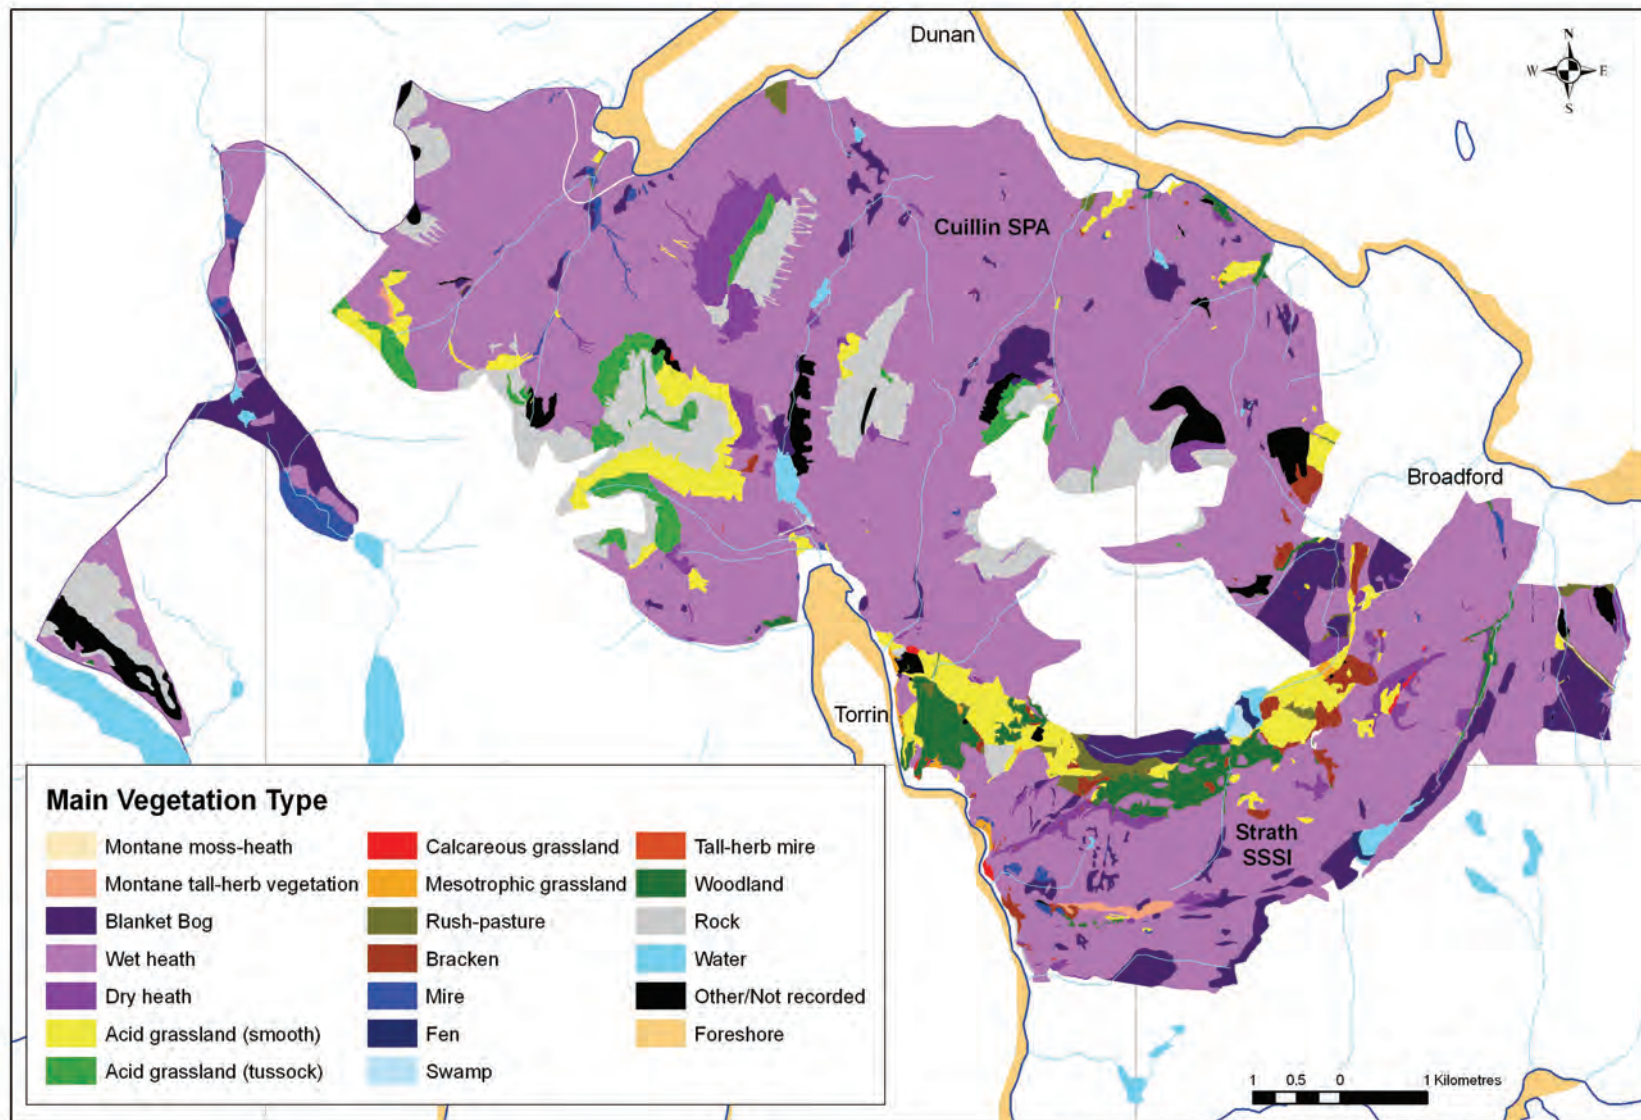 Dunan
N
W E
S
Cuillin SPA
Broadford
Torrin
Strath
SSSI
Main Vegetation Type
Montane moss-heath
Montane tall-herb vegetation
Blanket Bog
Wet heath
Dry heath
Acid grassland (smooth)
Acid grassland (tussock)
Calcareous grassland
Mesotrophic grassland
Rush-pasture
Bracken
Mire
Fen
Swamp
Tall-herb mire
Woodland
Rock
Water
Other/Not recorded
Foreshore
1 0.5 0 1 Kilometres